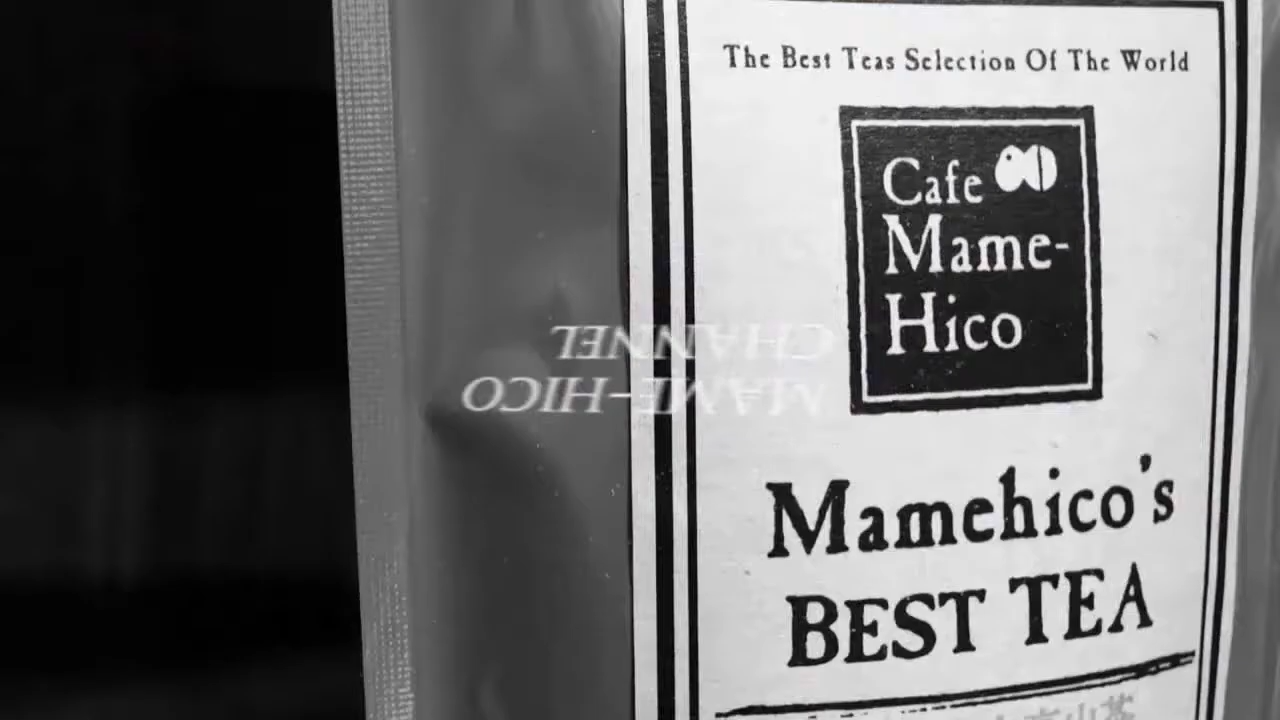 The Best Teas Selection Of The World
Cafe
Mame-
Hico
MAME-HICO
CHANNEL
Mamehico's
BEST TEA